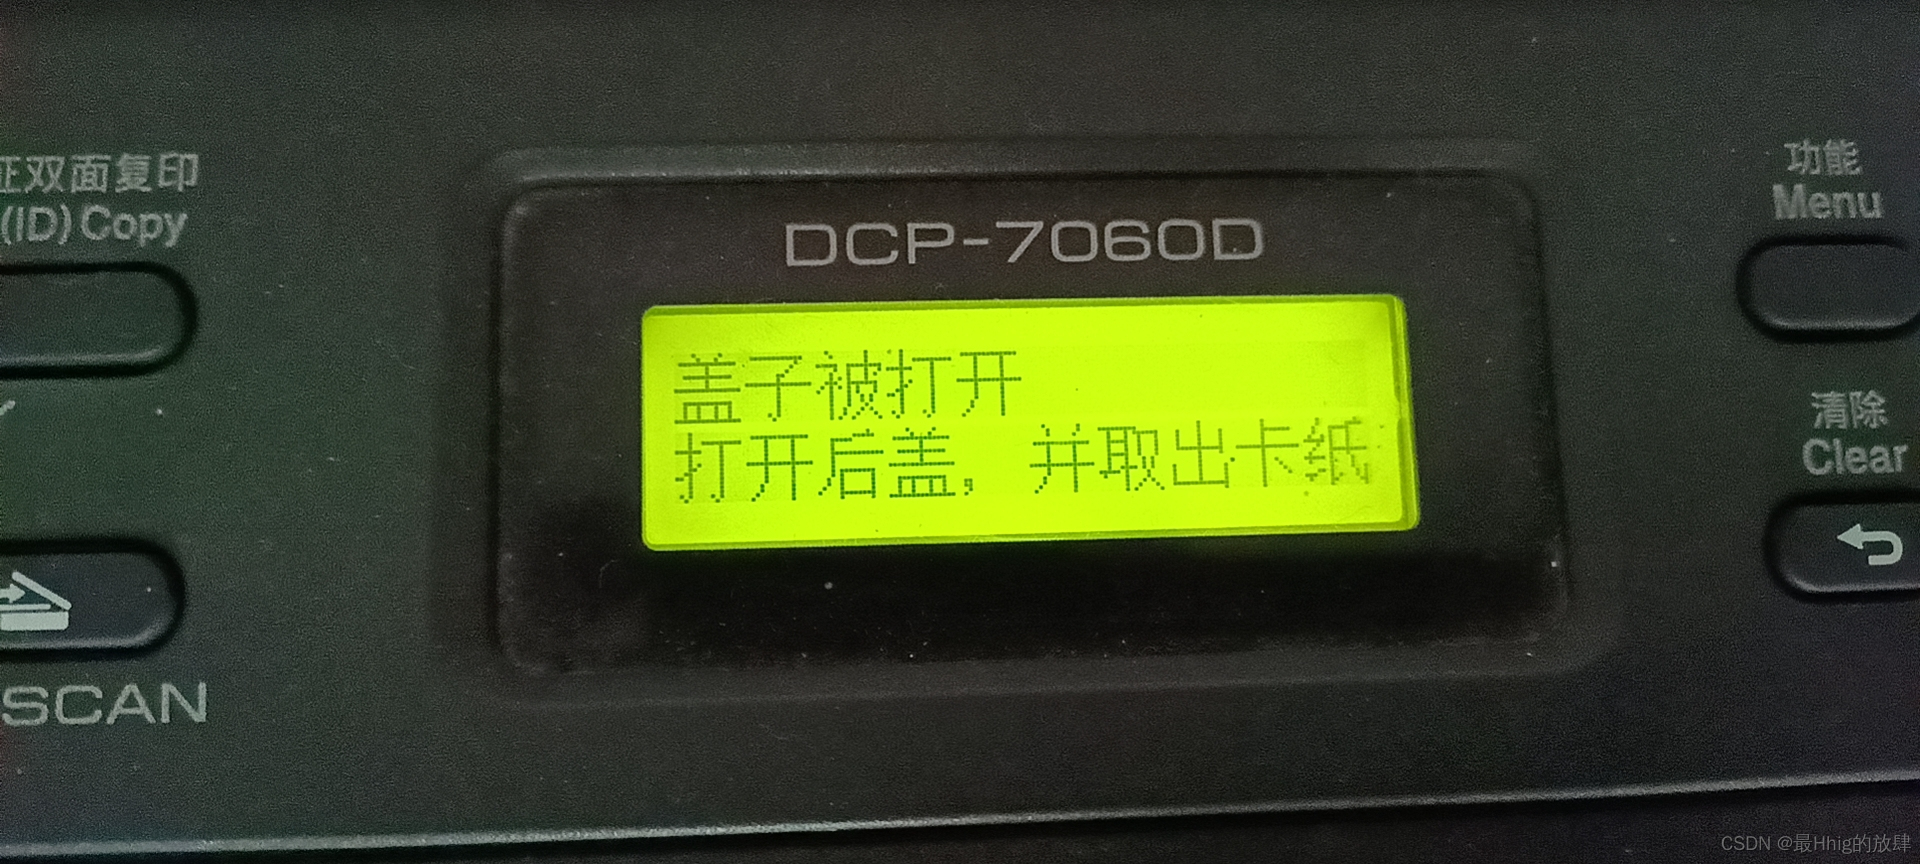 证双面复印
(ID) Copy
SCAN
DCP-7060D
盖子被打开
打开后盖，并取出卡纸
功能
Menu
清除
Clear
CSDN @最Hhig的放肆